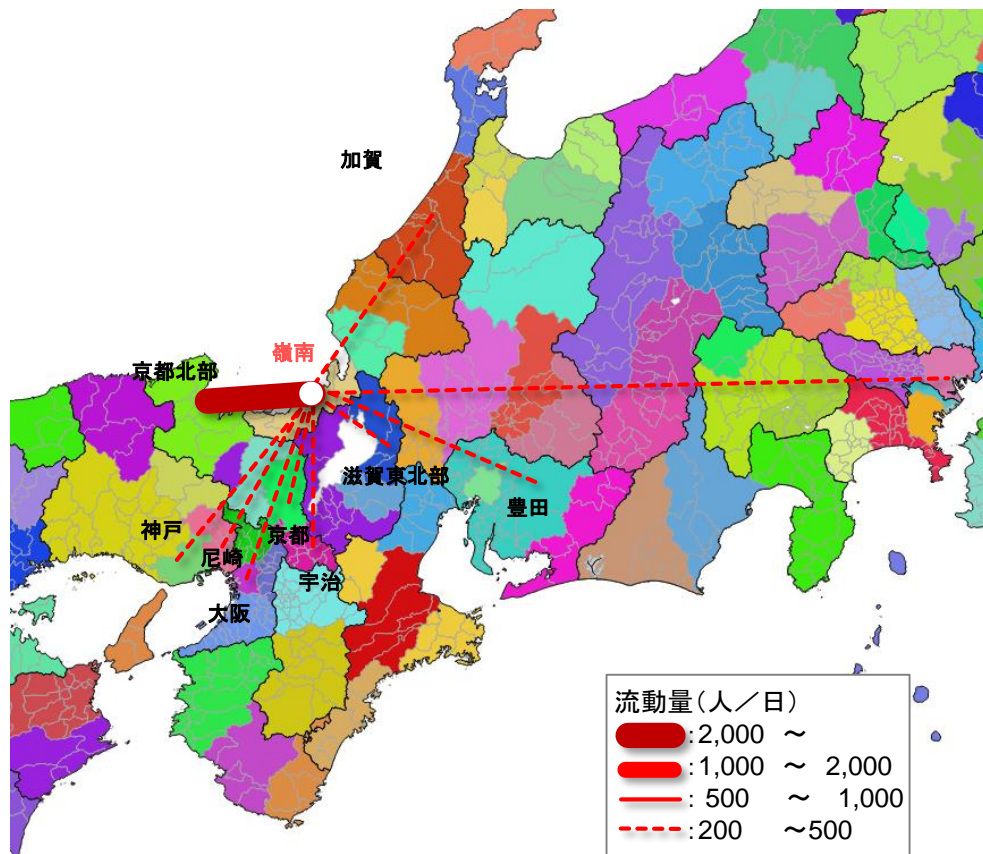 加賀
嶺南
京都北部
滋賀東北部
豊田
神戸
尼崎
京都
宇治
大阪
流動量(人／日)
:2,000 ～
:1,000 ～ 2,000
: 500 ～ 1,000
:200 ～500